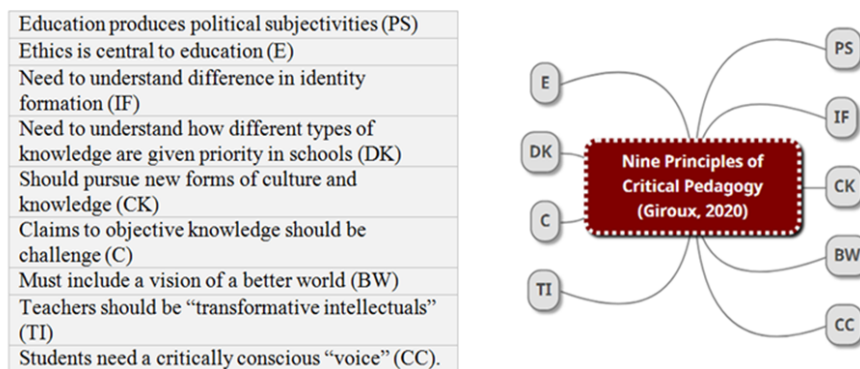 Education produces political subjectivities (PS)
Ethics is central to education (E)
Need to understand difference in identity
formation (IF)
Need to understand how different types of
knowledge are given priority in schools (DK)
Should pursue new forms of culture and
knowledge (CK)
Claims to objective knowledge should be
challenge (C)
Must include a vision of a better world (BW)
Teachers should be “transformative intellectuals”
(TI)
Students need a critically conscious “voice” (CC).
E
DK
C
TI
Nine Principles of
Critical Pedagogy
(Giroux, 2020)
PS
IF
CK
BW
CC